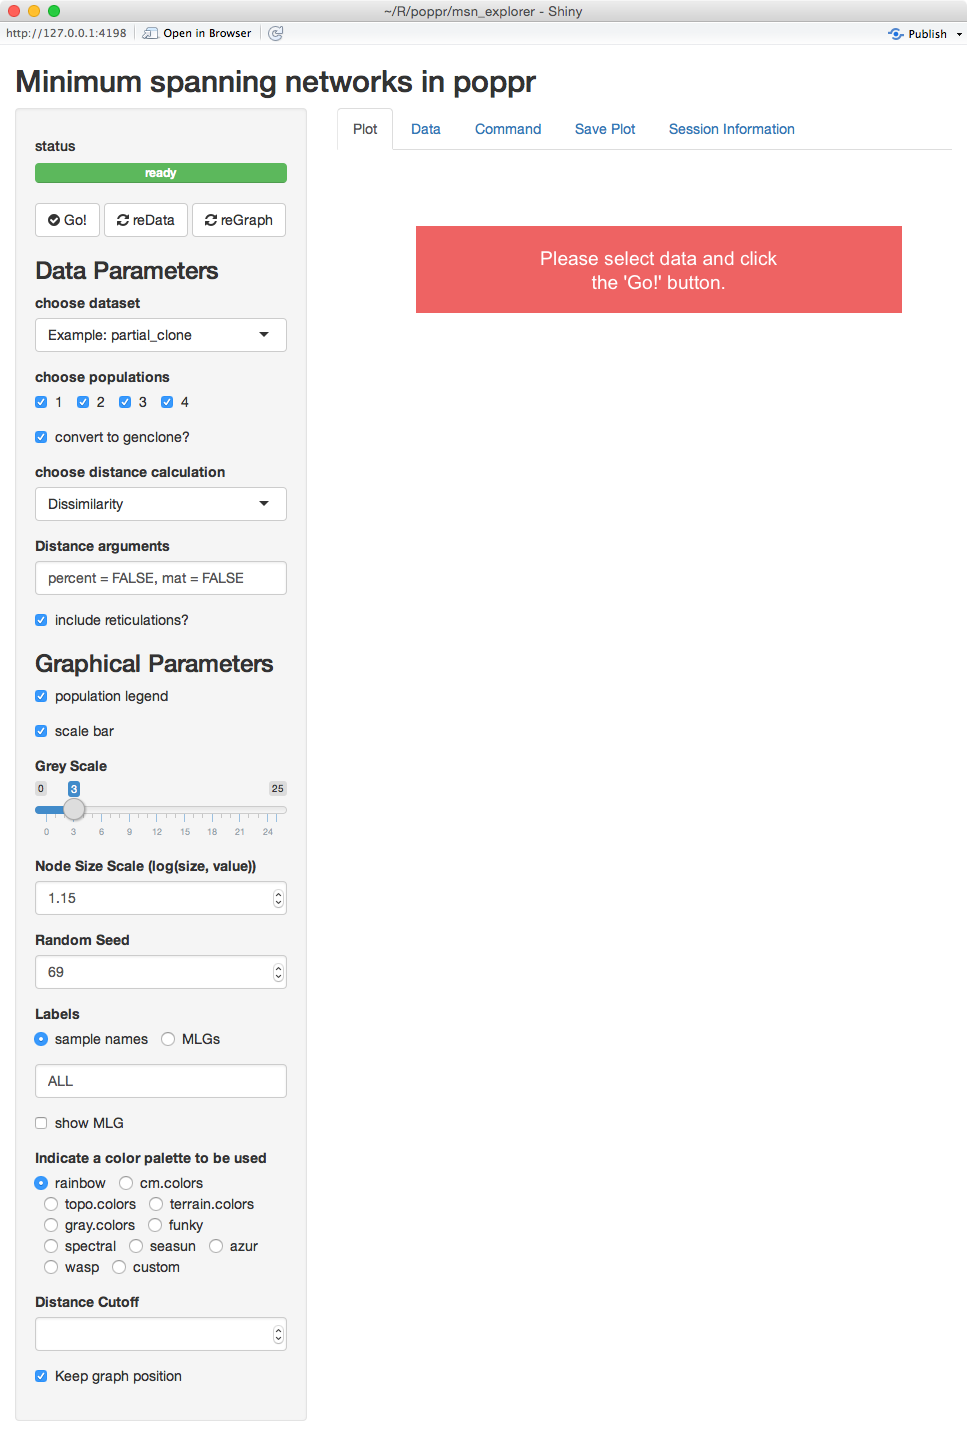 ~/R/poppr/msn_explorer - Shiny
http://127.0.0.1:4198 Open in Browser Publish
Minimum spanning networks in poppr
Plot Data Command Save Plot Session Information
Please select data and click
the 'Go!' button.
status
ready
Go! reData reGraph
Data Parameters
choose dataset
Example: partial_clone
choose populations
1 2 3 4
convert to genclone?
choose distance calculation
Dissimilarity
Distance arguments
percent = FALSE, mat = FALSE
include reticulations?
Graphical Parameters
population legend
scale bar
Grey Scale
0 3 25
0 3 6 9 12 15 18 21 24
Node Size Scale (log(size, value))
1.15
Random Seed
69
Labels
sample names MLGs
ALL
show MLG
Indicate a color palette to be used
rainbow cm.colors
topo.colors terrain.colors
gray.colors funky
spectral seasun azur
wasp custom
Distance Cutoff
Keep graph position